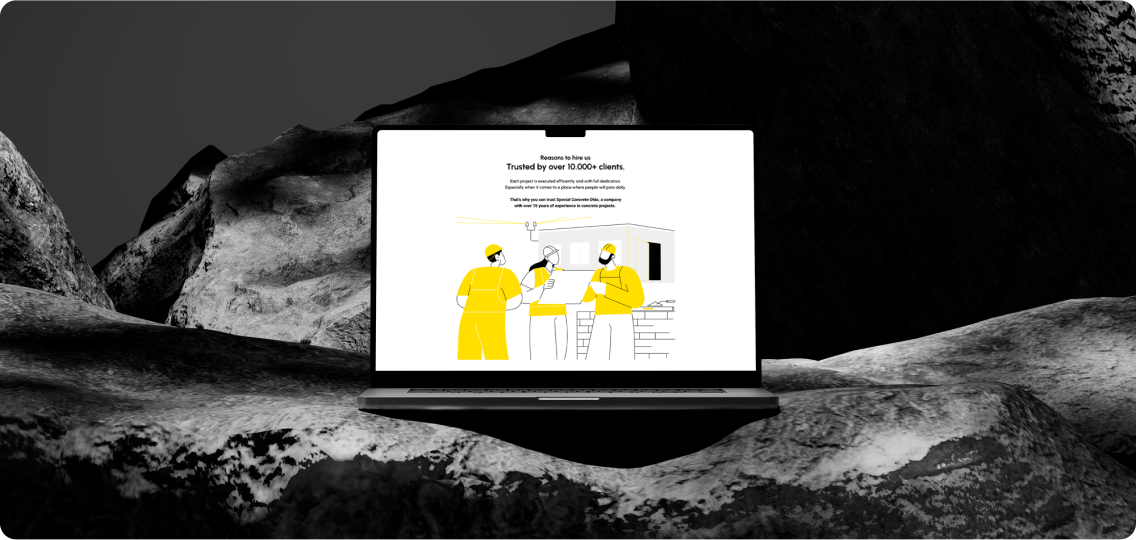 Reasons to hire us
Trusted by over 10.000+ clients.
Each project is executed efficiently and with full dedication.
Especially when it comes to a place where people will pass daily.
That's why you can trust Special Concrete Ohio, a company
with over 15 years of experience in concrete projects.